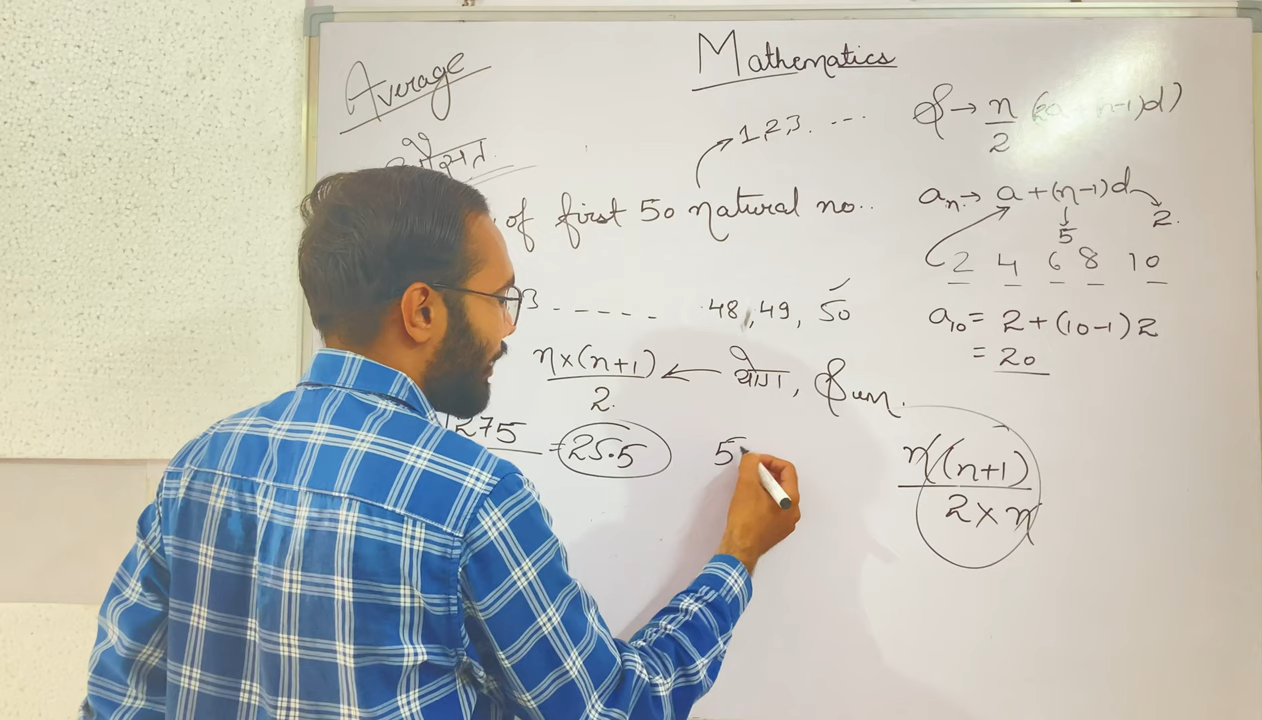 Average
Mathematics
औसत
1,2,3. ---
S → n/2 (2a + (n-1)d)
of first 50 natural no..
aₙ → a + (n-1)d
5
2.
2 4 6 8 10
3 - - - - - 48, 49, 50
a₁₀ = 2 + (10-1) 2
= 20
n×(n+1)/2. ← योग, Sum.
1275 = 25.5
5
n(n+1)/2×n